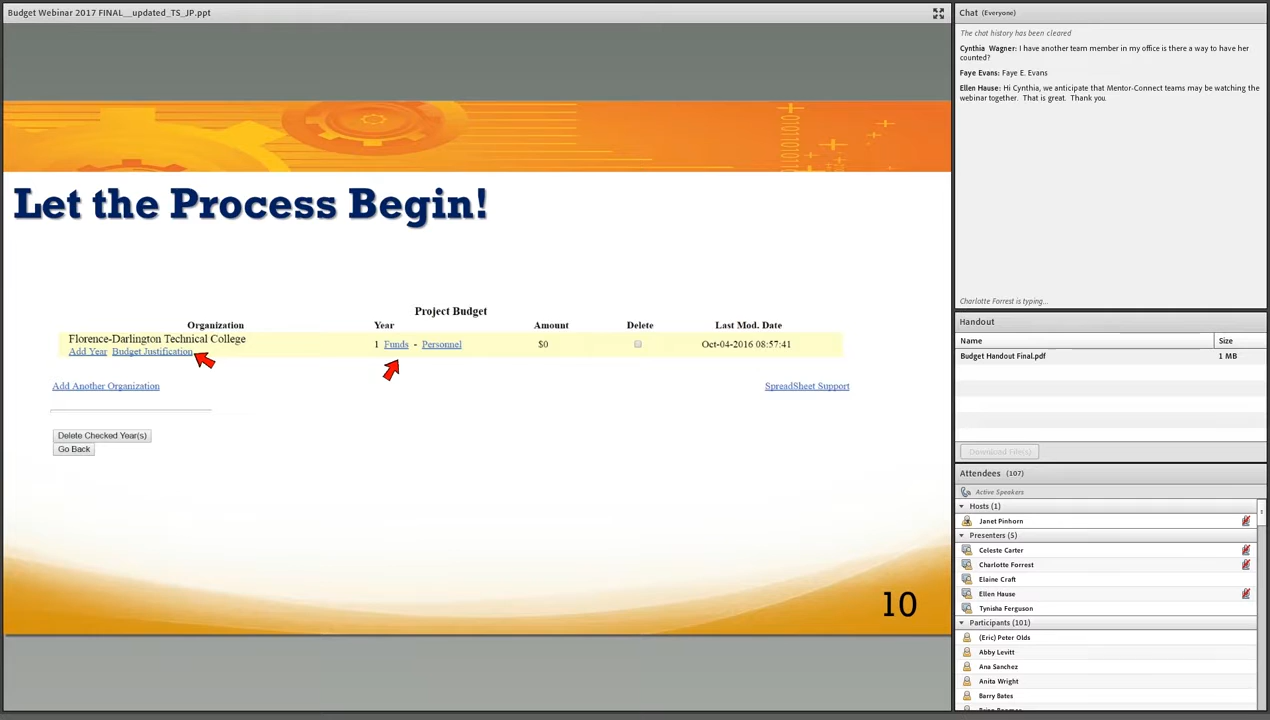 Budget Webinar 2017 FINAL__updated_TS_JP.ppt
Let the Process Begin!
Project Budget
Organization Year Amount Delete Last Mod. Date
Florence-Darlington Technical College
1 Funds - Personnel $0 Oct-04-2016 08:57:41
Add Year Budget Justification
Add Another Organization SpreadSheet Support
Delete Checked Year(s)
Go Back
10
Chat (Everyone)
The chat history has been cleared
Cynthia Wagner: I have another team member in my office is there a way to have her
counted?
Faye Evans: Faye E. Evans
Ellen Hause: Hi Cynthia, we anticipate that Mentor-Connect teams may be watching the
webinar together. That is great. Thank you.
Charlotte Forrest is typing...
Handout
Name Size
Budget Handout Final.pdf 1 MB
Download File(s)
Attendees (107)
Active Speakers
Hosts (1)
Janet Pinhorn
Presenters (5)
Celeste Carter
Charlotte Forrest
Elaine Craft
Ellen Hause
Tynisha Ferguson
Participants (101)
(Eric) Peter Olds
Abby Levitt
Ana Sanchez
Anita Wright
Barry Bates